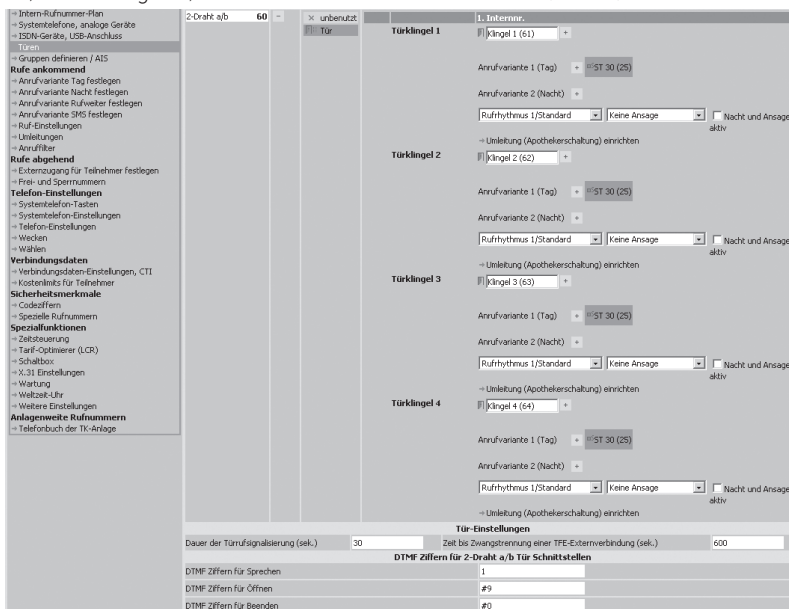 Intern-Rufnummer-Plan
Systemtelefone, analoge Geräte
ISDN-Geräte, USB-Anschluss
Türen
Gruppen definieren / AIS
Rufe ankommend
Anrufvariante Tag festlegen
Anrufvariante Nacht festlegen
Anrufvariante Rufweiter festlegen
Anrufvariante SMS festlegen
Ruf-Einstellungen
Umleitungen
Anruffilter
Rufe abgehend
Externzugang für Teilnehmer festlegen
Frei- und Sperrnummern
Telefon-Einstellungen
Systemtelefon-Tasten
Systemtelefon-Einstellungen
Telefon-Einstellungen
Wecken
Wählen
Verbindungsdaten
Verbindungsdaten-Einstellungen, CTI
Kostenlimits für Teilnehmer
Sicherheitsmerkmale
Codeziffern
Spezielle Rufnummern
Spezialfunktionen
Zeitsteuerung
Tarif-Optimierer (LCR)
Schaltbox
X.31 Einstellungen
Wartung
Weltzeit-Uhr
Weitere Einstellungen
Anlagenweite Rufnummern
Telefonbuch der TK-Anlage
2-Draht a/b 60 -
× unbenutzt
Tür
1. Internnr.
Türklingel 1 Klingel 1 (61) +
Anrufvariante 1 (Tag) + ST 30 (25)
Anrufvariante 2 (Nacht) +
Rufrhythmus 1/Standard Keine Ansage Nacht und Ansage
aktiv
Umleitung (Apothekerschaltung) einrichten
Türklingel 2 Klingel 2 (62) +
Anrufvariante 1 (Tag) + ST 30 (25)
Anrufvariante 2 (Nacht) +
Rufrhythmus 1/Standard Keine Ansage Nacht und Ansage
aktiv
Umleitung (Apothekerschaltung) einrichten
Türklingel 3 Klingel 3 (63) +
Anrufvariante 1 (Tag) + ST 30 (25)
Anrufvariante 2 (Nacht) +
Rufrhythmus 1/Standard Keine Ansage Nacht und Ansage
aktiv
Umleitung (Apothekerschaltung) einrichten
Türklingel 4 Klingel 4 (64) +
Anrufvariante 1 (Tag) + ST 30 (25)
Anrufvariante 2 (Nacht) +
Rufrhythmus 1/Standard Keine Ansage Nacht und Ansage
aktiv
Umleitung (Apothekerschaltung) einrichten
Tür-Einstellungen
Dauer der Türrufsignalisierung (sek.) 30 Zeit bis Zwangstrennung einer TFE-Externverbindung (sek.) 600
DTMF Ziffern für 2-Draht a/b Tür Schnittstellen
DTMF Ziffern für Sprechen 1
DTMF Ziffern für Öffnen #9
DTMF Ziffern für Beenden #0